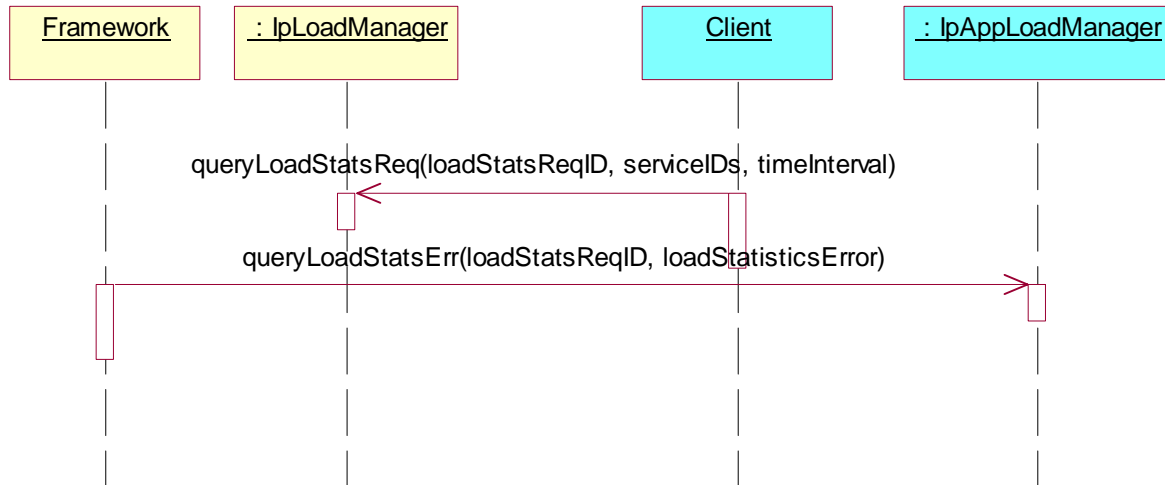 Framework
: IpLoadManager
Client
: IpAppLoadManager
queryLoadStatsReq(loadStatsReqID, serviceIDs, timeInterval)
queryLoadStatsErr(loadStatsReqID, loadStatisticsError)